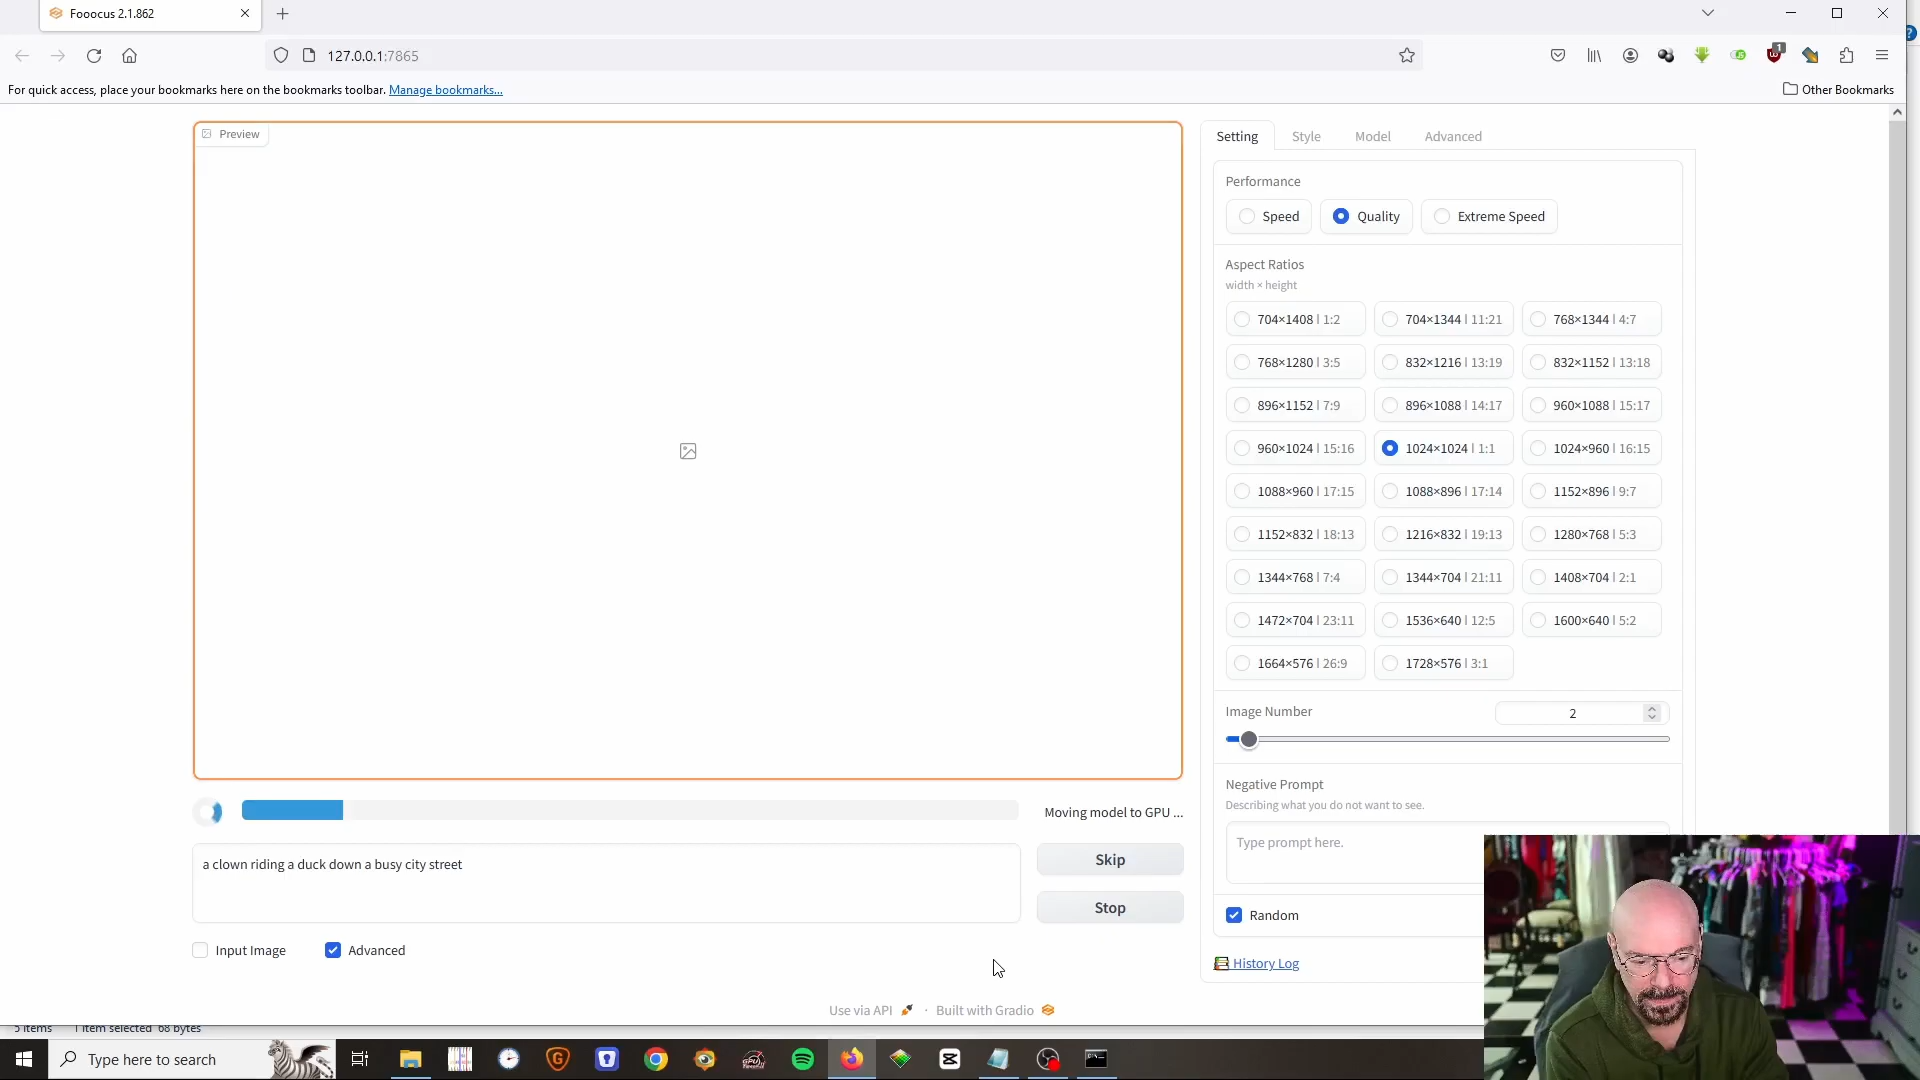 Fooocus 2.1.862
127.0.0.1:7865
1
For quick access, place your bookmarks here on the bookmarks toolbar. Manage bookmarks...
Other Bookmarks
Preview
Setting
Style
Model
Advanced
Performance
Speed
Quality
Extreme Speed
Aspect Ratios
width × height
704×1408 | 1:2
704×1344 | 11:21
768×1344 | 4:7
768×1280 | 3:5
832×1216 | 13:19
832×1152 | 13:18
896×1152 | 7:9
896×1088 | 14:17
960×1088 | 15:17
960×1024 | 15:16
1024×1024 | 1:1
1024×960 | 16:15
1088×960 | 17:15
1088×896 | 17:14
1152×896 | 9:7
1152×832 | 18:13
1216×832 | 19:13
1280×768 | 5:3
1344×768 | 7:4
1344×704 | 21:11
1408×704 | 2:1
1472×704 | 23:11
1536×640 | 12:5
1600×640 | 5:2
1664×576 | 26:9
1728×576 | 3:1
Image Number
2
Negative Prompt
Describing what you do not want to see.
Type prompt here.
Random
History Log
Moving model to GPU ...
a clown riding a duck down a busy city street
Skip
Stop
Input Image
Advanced
Use via API
·
Built with Gradio
5 items
1 item selected 68 bytes
Type here to search